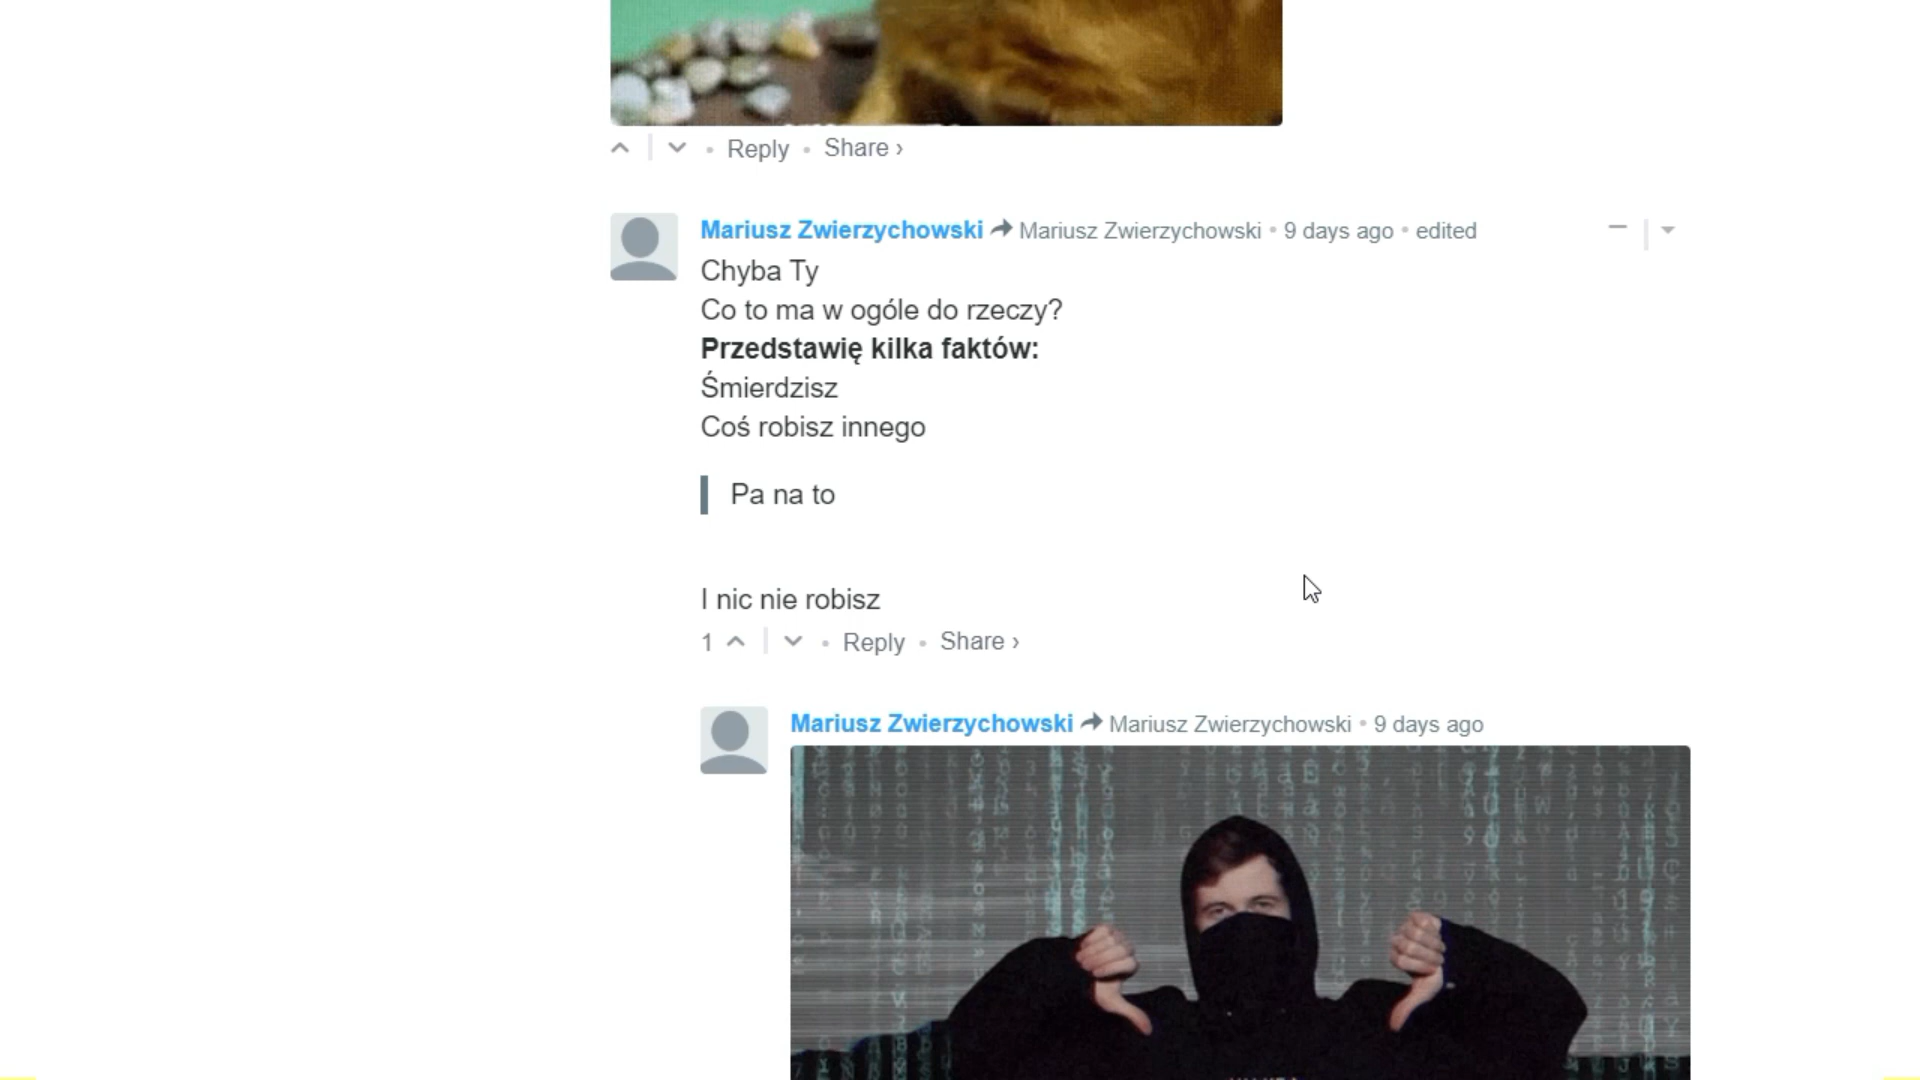 Reply • Share ›
Mariusz Zwierzychowski Mariusz Zwierzychowski • 9 days ago • edited
Chyba Ty
Co to ma w ogóle do rzeczy?
Przedstawię kilka faktów:
Śmierdzisz
Coś robisz innego
Pa na to
I nic nie robisz
1 • Reply • Share ›
Mariusz Zwierzychowski Mariusz Zwierzychowski • 9 days ago